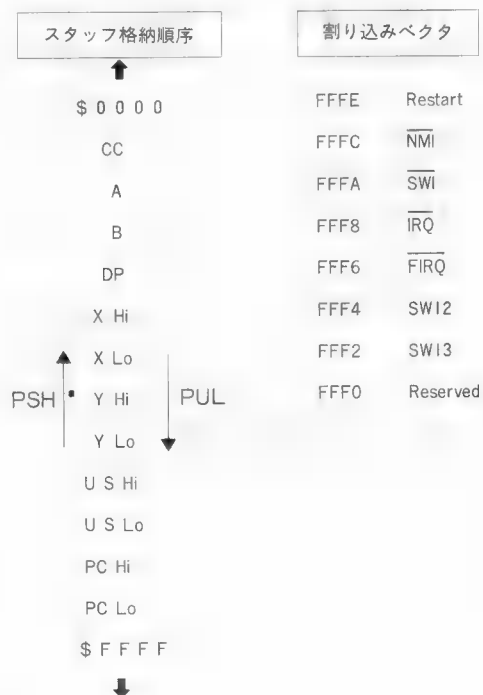 スタッフ格納順序
$0000
CC
A
B
DP
X Hi
X Lo
Y Hi
Y Lo
U S Hi
U S Lo
PC Hi
PC Lo
$FFFF
PSH
PUL
割り込みベクタ
FFFE Restart
FFFC NMI
FFFA SWI
FFF8 IRQ
FFF6 FIRQ
FFF4 SWI2
FFF2 SWI3
FFF0 Reserved